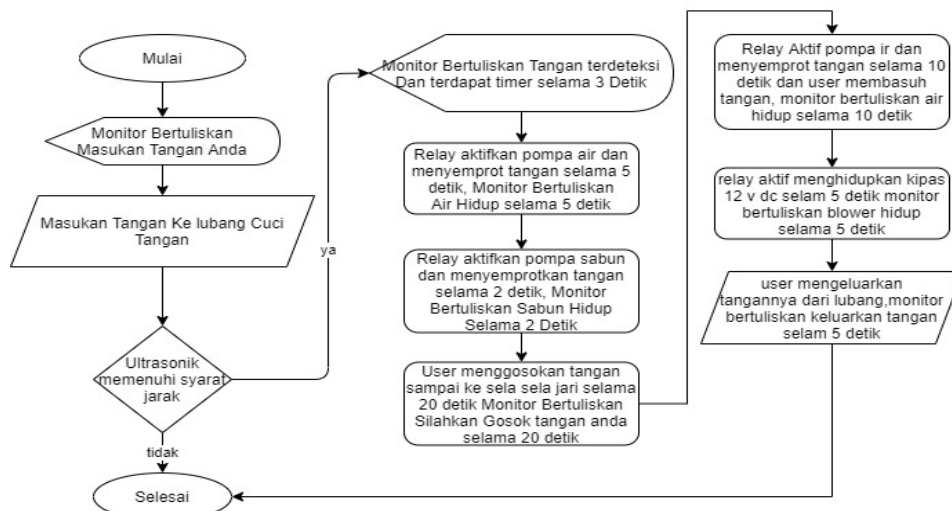 Mulai
Monitor Bertuliskan
Masukan Tangan Anda
Masukan Tangan Ke lubang Cuci
Tangan
Ultrasonik
memenuhi syarat
jarak
tidak
Selesai
ya
Monitor Bertuliskan Tangan terdeteksi
Dan terdapat timer selama 3 Detik
Relay aktifkan pompa air dan
menyemprot tangan selama 5
detik, Monitor Bertuliskan
Air Hidup selama 5 detik
Relay aktifkan pompa sabun
dan menyemprotkan tangan
selama 2 detik, Monitor
Bertuliskan Sabun Hidup
Selama 2 Detik
User menggosokan tangan
sampai ke sela sela jari selama
20 detik Monitor Bertuliskan
Silahkan Gosok tangan anda
selama 20 detik
Relay Aktif pompa ir dan
menyemprot tangan selama 10
detik dan user membasuh
tangan, monitor bertuliskan air
hidup selama 10 detik
relay aktif menghidupkan kipas
12 v dc selam 5 detik monitor
bertuliskan blower hidup
selama 5 detik
user mengeluarkan
tangannya dari lubang,monitor
bertuliskan keluarkan tangan
selam 5 detik